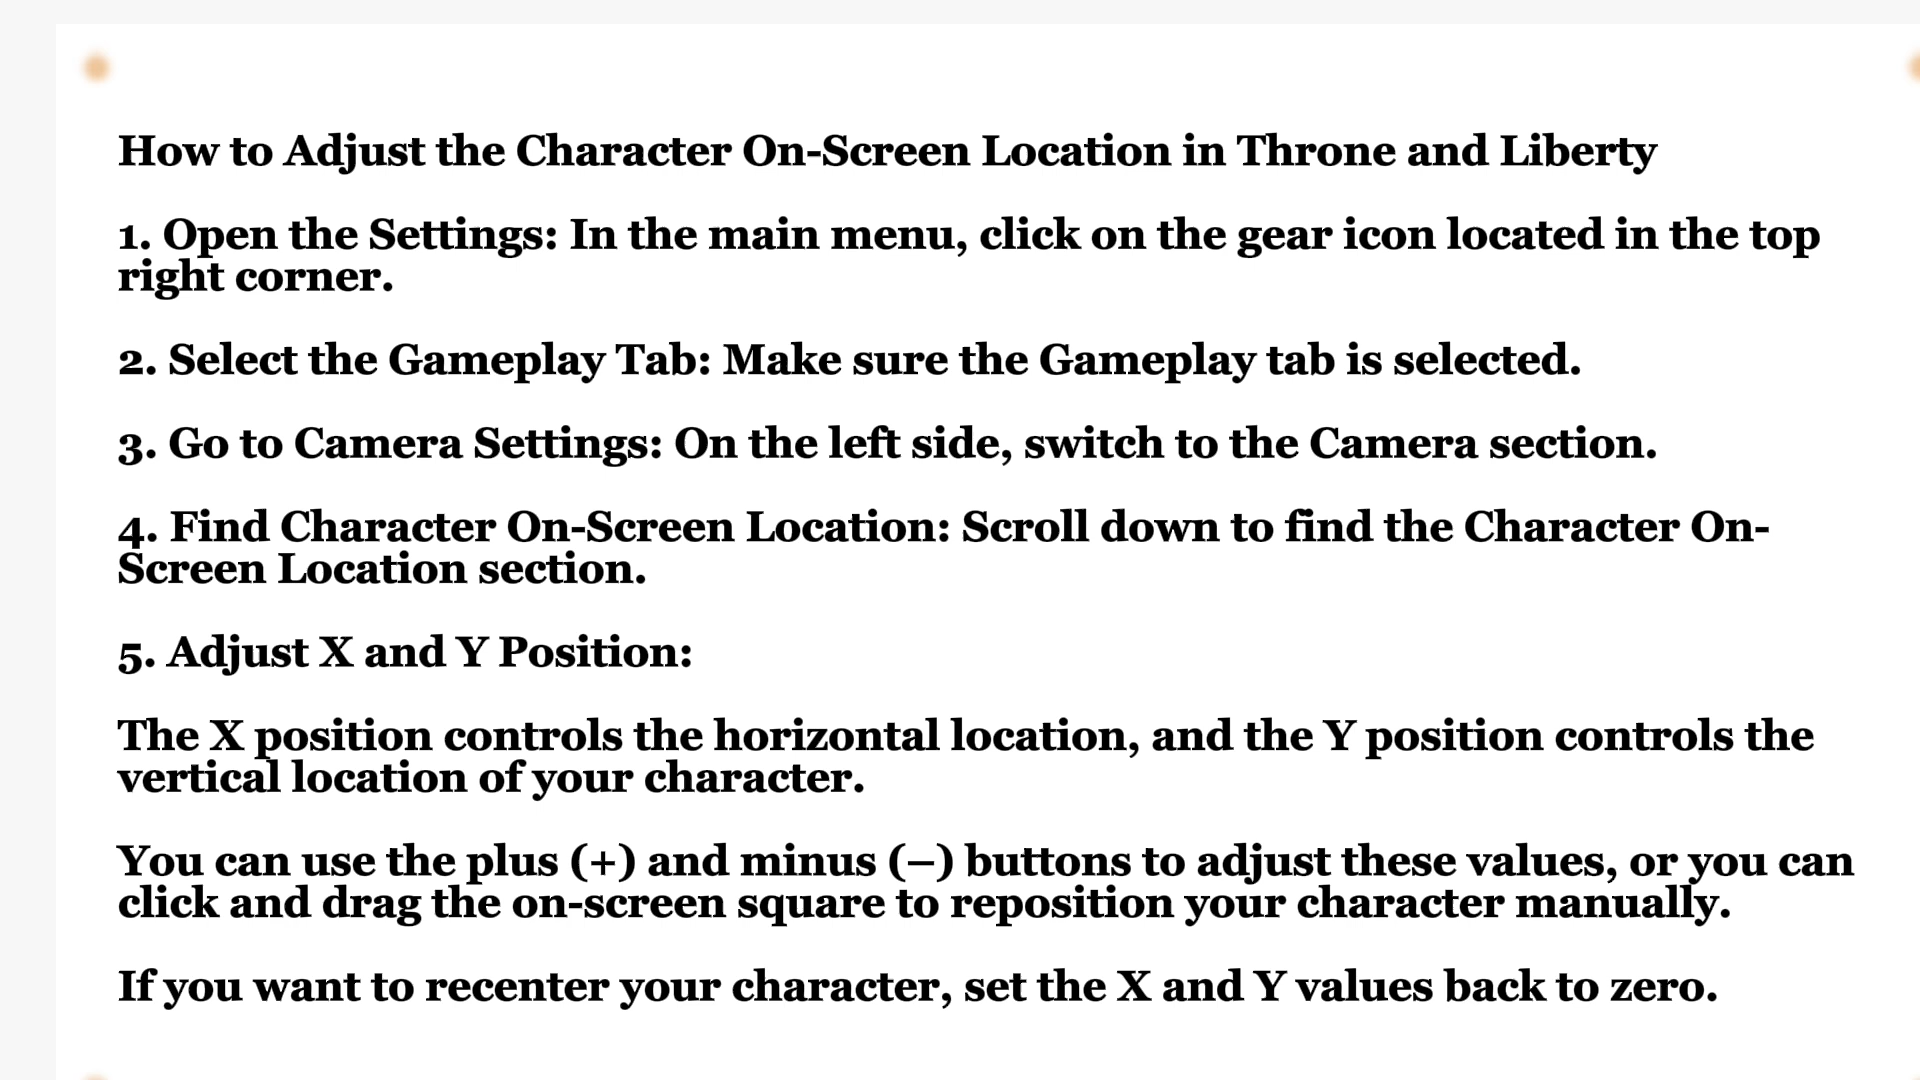 How to Adjust the Character On-Screen Location in Throne and Liberty
1. Open the Settings: In the main menu, click on the gear icon located in the top
right corner.
2. Select the Gameplay Tab: Make sure the Gameplay tab is selected.
3. Go to Camera Settings: On the left side, switch to the Camera section.
4. Find Character On-Screen Location: Scroll down to find the Character On-
Screen Location section.
5. Adjust X and Y Position:
The X position controls the horizontal location, and the Y position controls the
vertical location of your character.
You can use the plus (+) and minus (−) buttons to adjust these values, or you can
click and drag the on-screen square to reposition your character manually.
If you want to recenter your character, set the X and Y values back to zero.